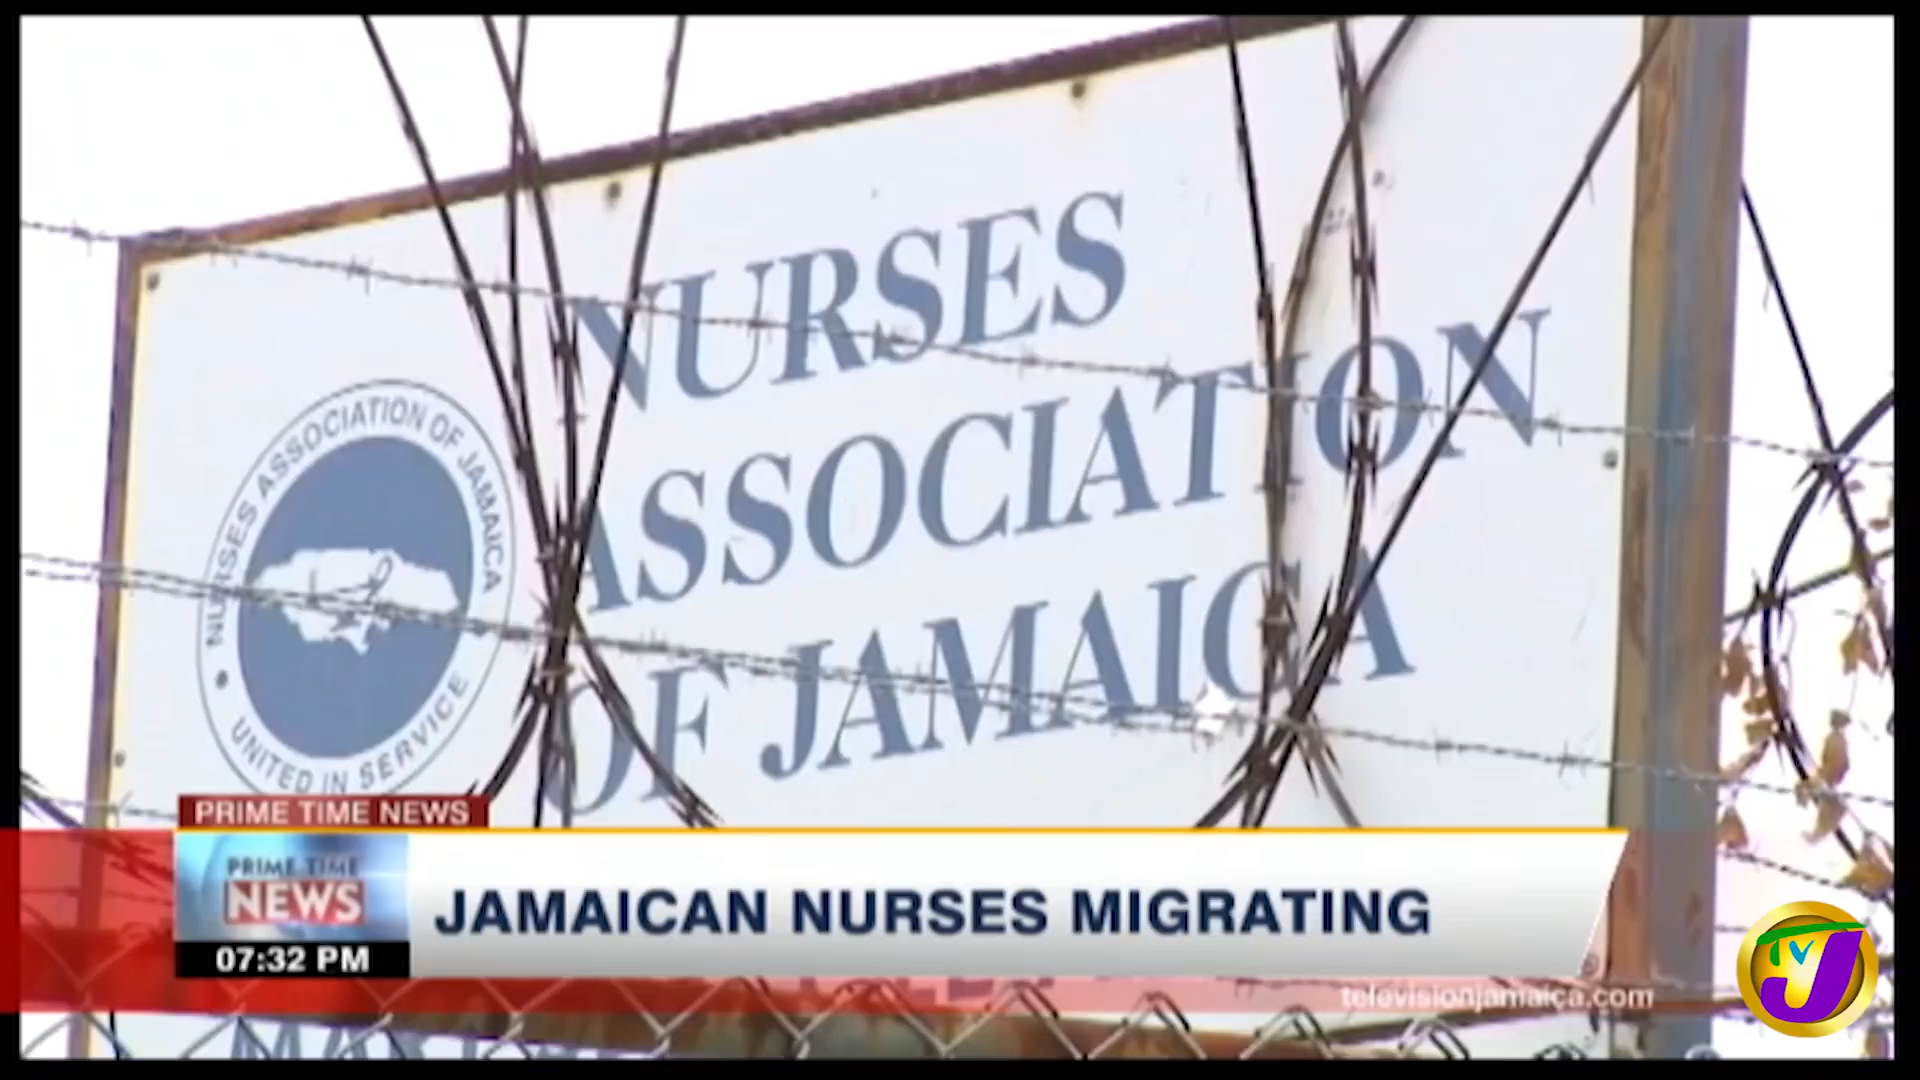 NURSES
ASSOCIATION
OF JAMAICA
NURSES ASSOCIATION OF JAMAICA
UNITED IN SERVICE
PRIME TIME NEWS
PRIME TIME
NEWS
07:32 PM
JAMAICAN NURSES MIGRATING
televisionjamaica.com
TVJ